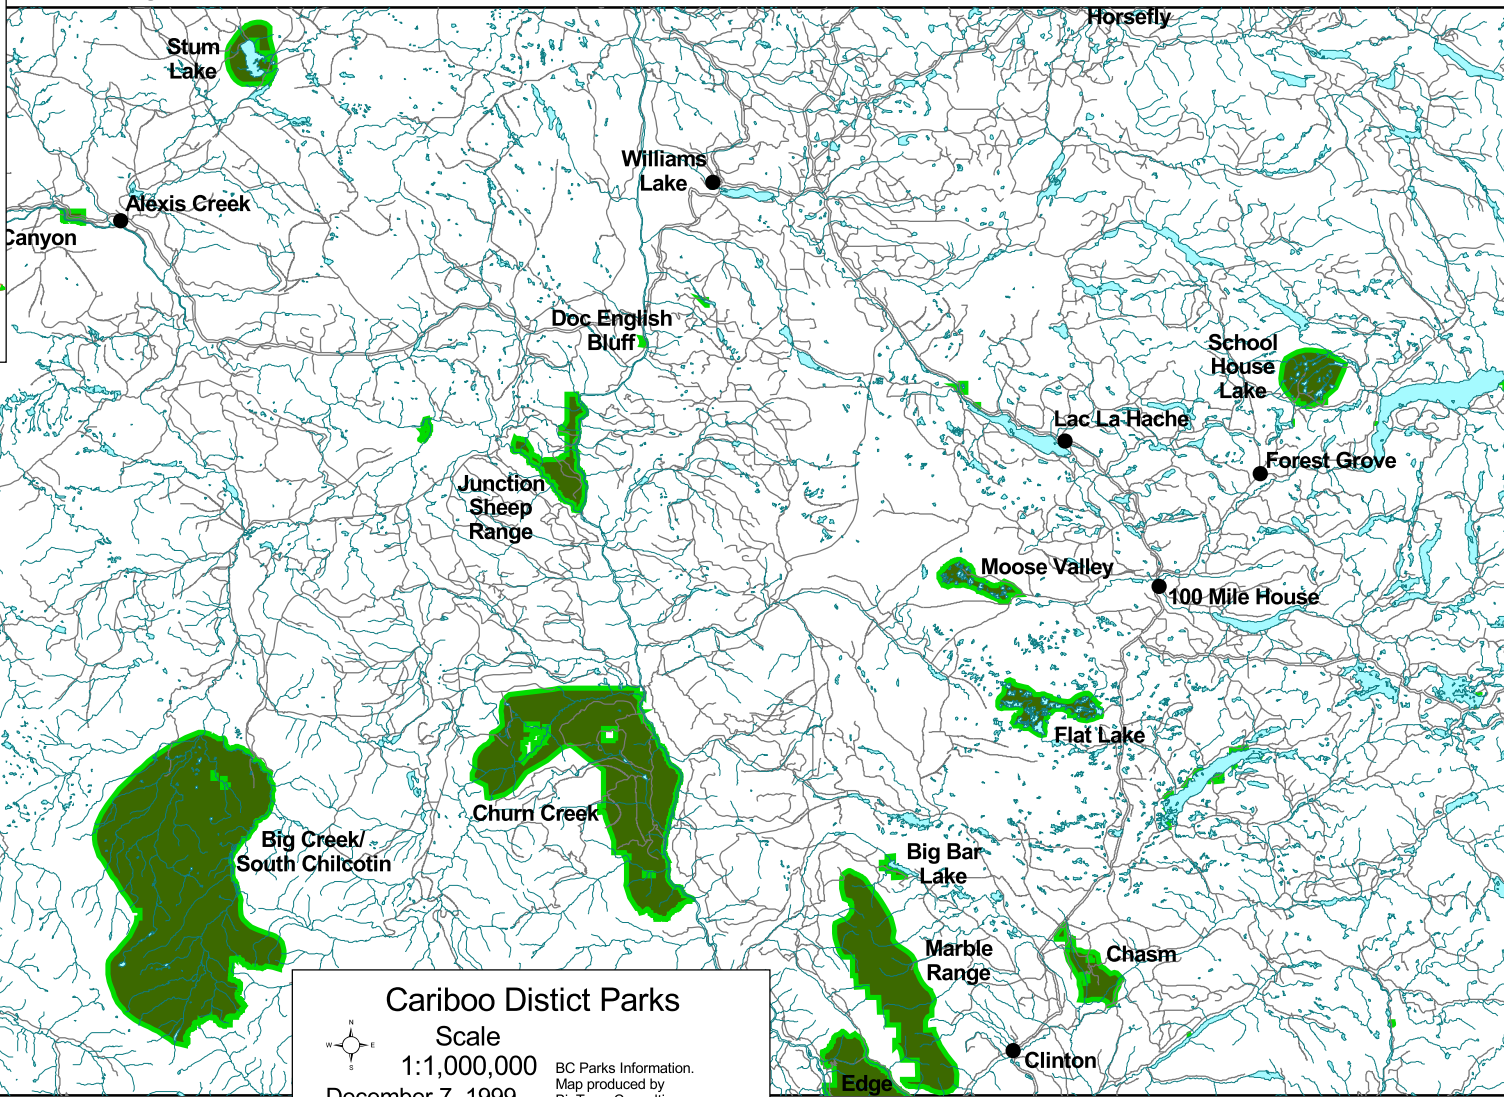 Horsefly
Stum
Lake
Williams
Lake
Alexis Creek
Canyon
Doc English
Bluff
School
House
Lake
Lac La Hache
Forest Grove
Junction
Sheep
Range
Moose Valley
100 Mile House
Flat Lake
Churn Creek
Big Creek/
South Chilcotin
Big Bar
Lake
Marble
Range
Chasm
Clinton
Edge
Cariboo Distict Parks
Scale
1:1,000,000
N
W E
S
BC Parks Information.
Map produced by
December 7, 1999